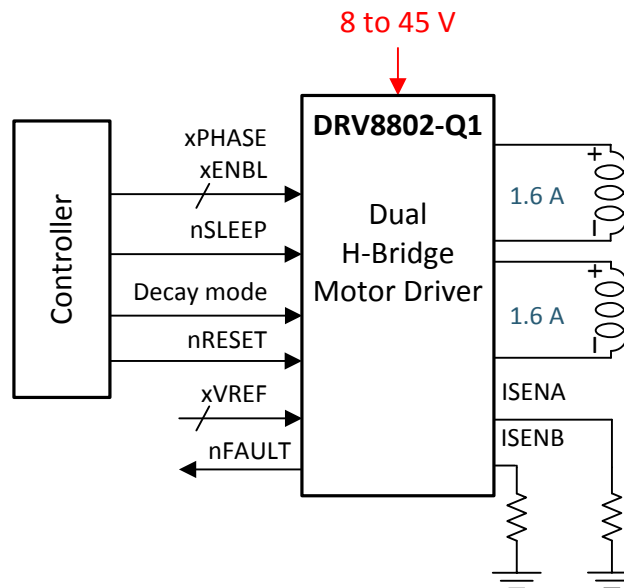 8 to 45 V
DRV8802-Q1
Dual
H-Bridge
Motor Driver
Controller
xPHASE
xENBL
nSLEEP
Decay mode
nRESET
xVREF
nFAULT
+
1.6 A
–
+
1.6 A
–
ISENA
ISENB